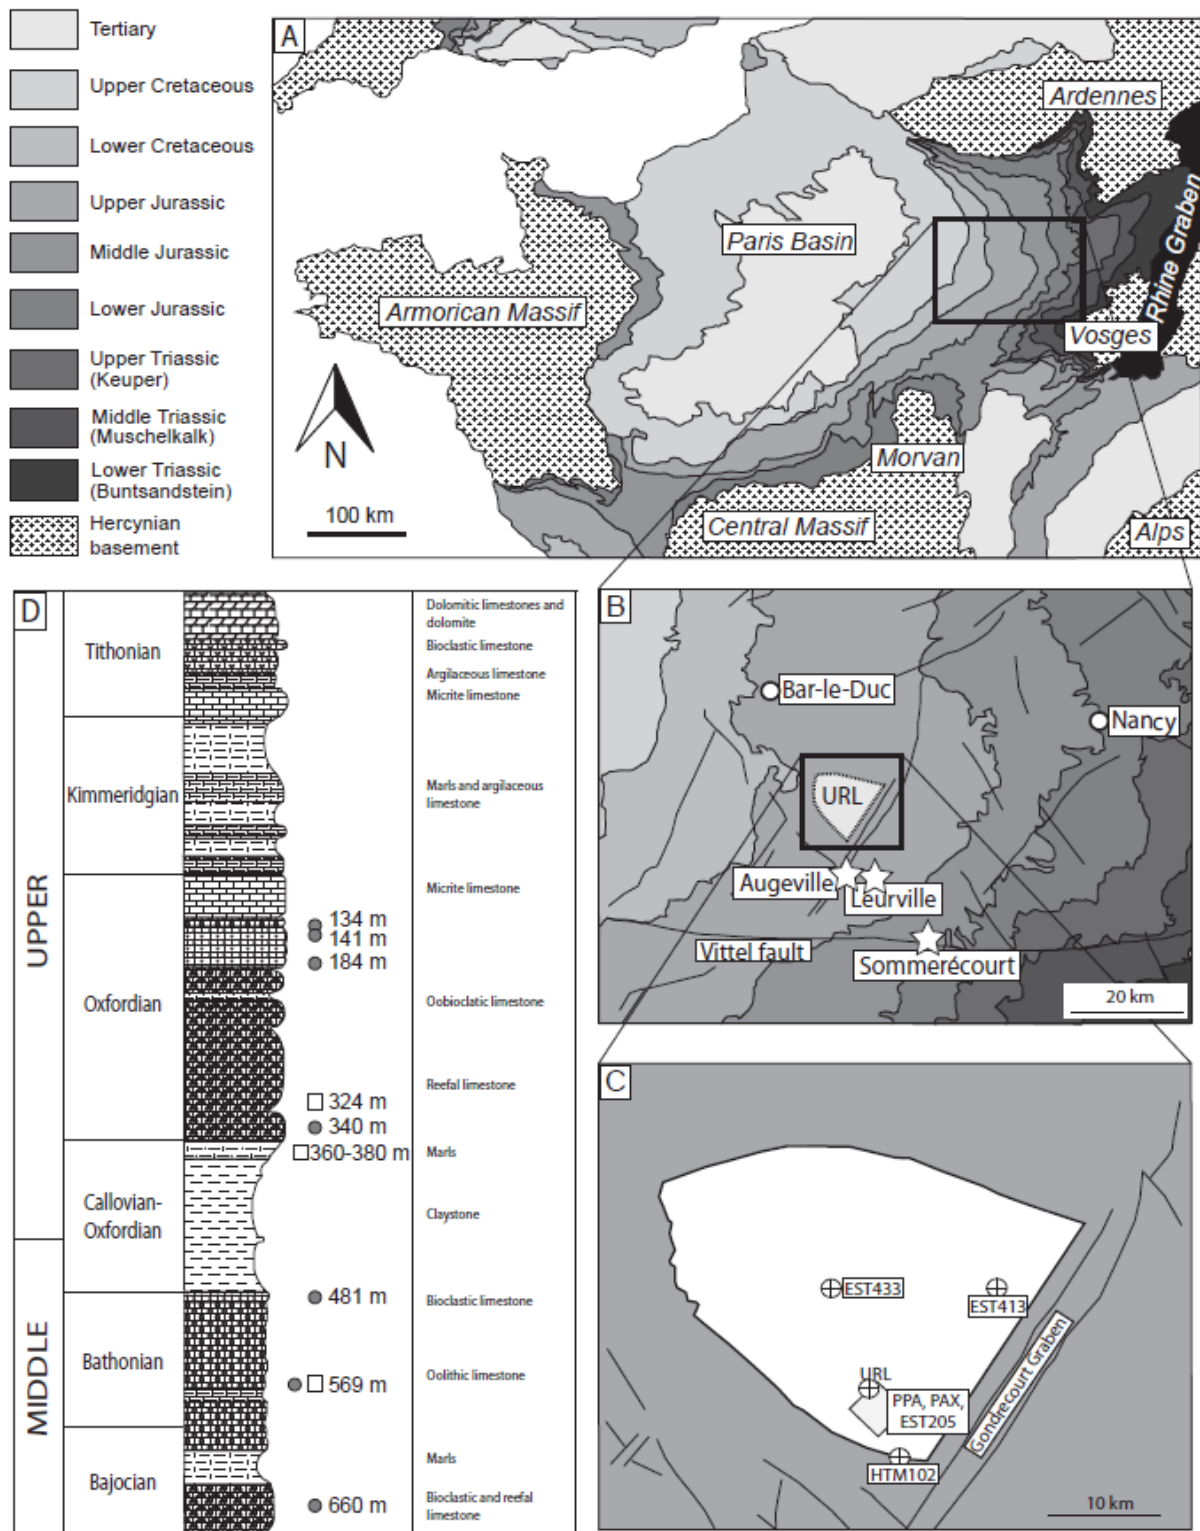 Tertiary
Upper Cretaceous
Lower Cretaceous
Upper Jurassic
Middle Jurassic
Lower Jurassic
Upper Triassic
(Keuper)
Middle Triassic
(Muschelkalk)
Lower Triassic
(Buntsandstein)
Hercynian
basement
A
Ardennes
Paris Basin
Rhine Graben
Armorican Massif
Vosges
N
Morvan
100 km
Central Massif
Alps
D
UPPER
MIDDLE
Tithonian
Kimmeridgian
Oxfordian
Callovian-
Oxfordian
Bathonian
Bajocian
134 m
141 m
184 m
324 m
340 m
360-380 m
481 m
569 m
660 m
Dolomitic limestones and
dolomite
Bioclastic limestone
Argilaceous limestone
Micrite limestone
Marls and argilaceous
limestone
Micrite limestone
Oobioclatic limestone
Reefal limestone
Marls
Claystone
Bioclastic limestone
Oolithic limestone
Marls
Bioclastic and reefal
limestone
B
Bar-le-Duc
Nancy
URL
Augeville
Leurville
Vittel fault
Sommerécourt
20 km
C
EST433
EST413
URL
PPA, PAX,
EST205
HTM102
Gondrecourt Graben
10 km